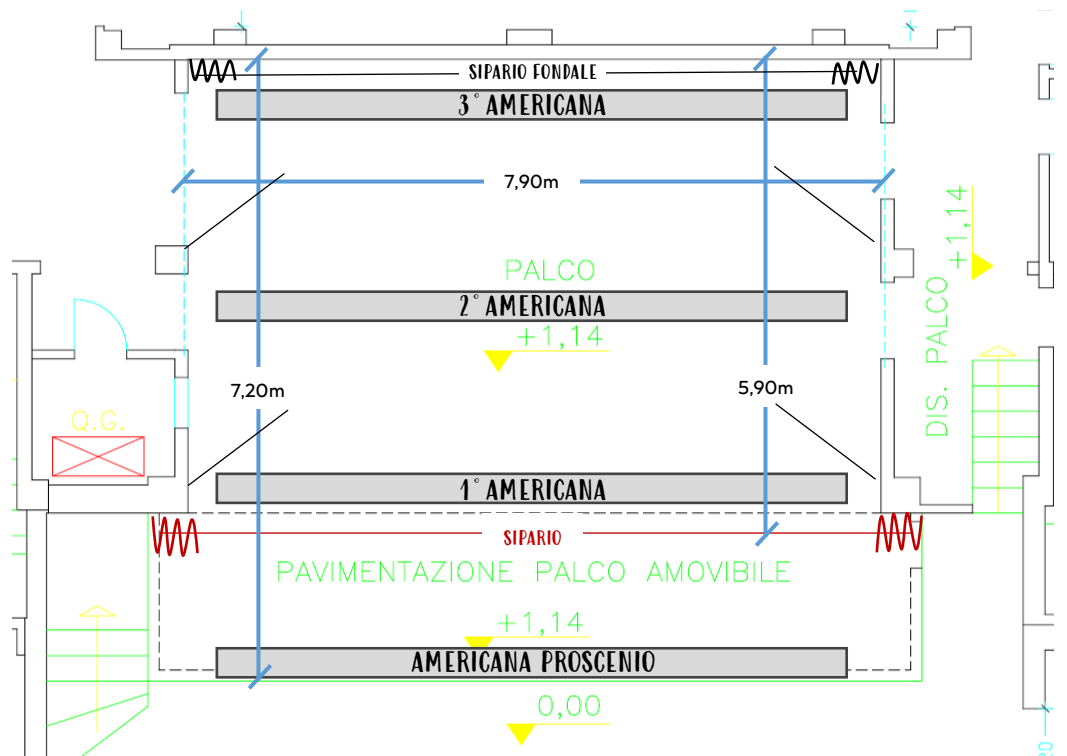 SIPARIO FONDALE
3° AMERICANA
7,90m
+1,14
PALCO
2° AMERICANA
+1,14
DIS. PALCO
7,20m
5,90m
Q.G.
1° AMERICANA
SIPARIO
PAVIMENTAZIONE PALCO AMOVIBILE
+1,14
AMERICANA PROSCENIO
0,00